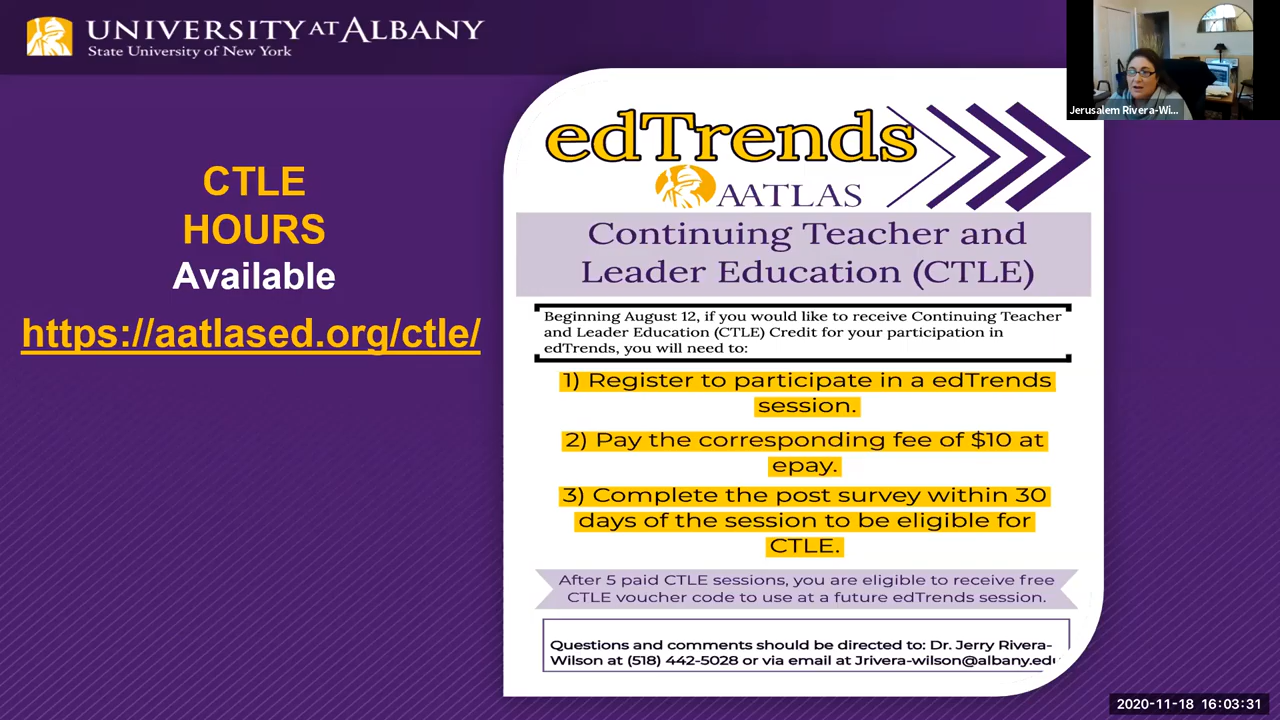 UNIVERSITY AT ALBANY
State University of New York
Jerusalem Rivera-Wi...
CTLE
HOURS
Available
https://aatlased.org/ctle/
edTrends
AATLAS
Continuing Teacher and
Leader Education (CTLE)
Beginning August 12, if you would like to receive Continuing Teacher
and Leader Education (CTLE) Credit for your participation in
edTrends, you will need to:
1) Register to participate in a edTrends
session.
2) Pay the corresponding fee of $10 at
epay.
3) Complete the post survey within 30
days of the session to be eligible for
CTLE.
After 5 paid CTLE sessions, you are eligible to receive free
CTLE voucher code to use at a future edTrends session.
Questions and comments should be directed to: Dr. Jerry Rivera-
Wilson at (518) 442-5028 or via email at Jrivera-wilson@albany.edu
2020-11-18 16:03:31